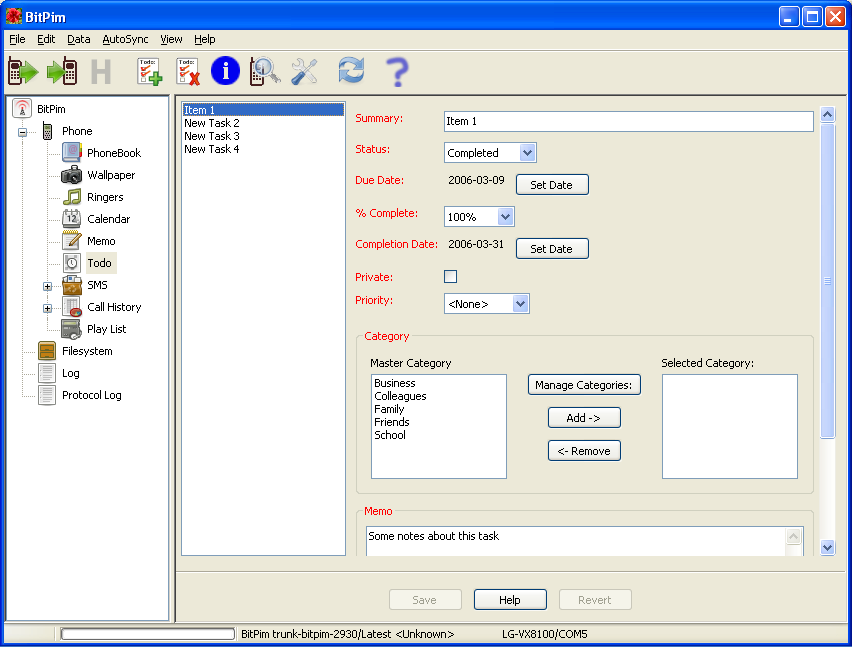 BitPim
File Edit Data AutoSync View Help
H Todo: Todo: i ?
BitPim
Phone
PhoneBook
Wallpaper
Ringers
12 Calendar
Memo
Todo
SMS
Call History
Play List
Filesystem
Log
Protocol Log
Item 1
New Task 2
New Task 3
New Task 4
Summary: Item 1
Status: Completed
Due Date: 2006-03-09 Set Date
% Complete: 100%
Completion Date: 2006-03-31 Set Date
Private:
Priority: <None>
Category
Master Category
Business
Colleagues
Family
Friends
School
Manage Categories:
Add ->
<- Remove
Selected Category:
Memo
Some notes about this task
Save Help Revert
BitPim trunk-bitpim-2930/Latest <Unknown> LG-VX8100/COM5